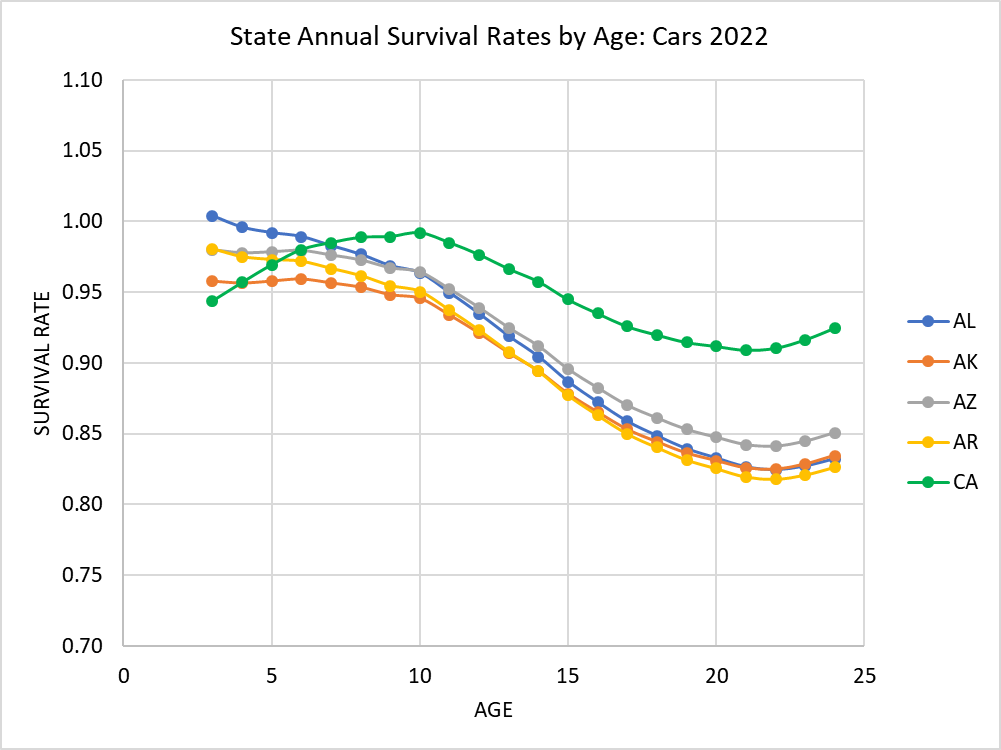 State Annual Survival Rates by Age: Cars 2022
1.10
1.05
1.00
0.95
0.90
0.85
0.80
0.75
0.70
SURVIVAL RATE
0 5 10 15 20 25
AGE
AL
AK
AZ
AR
CA